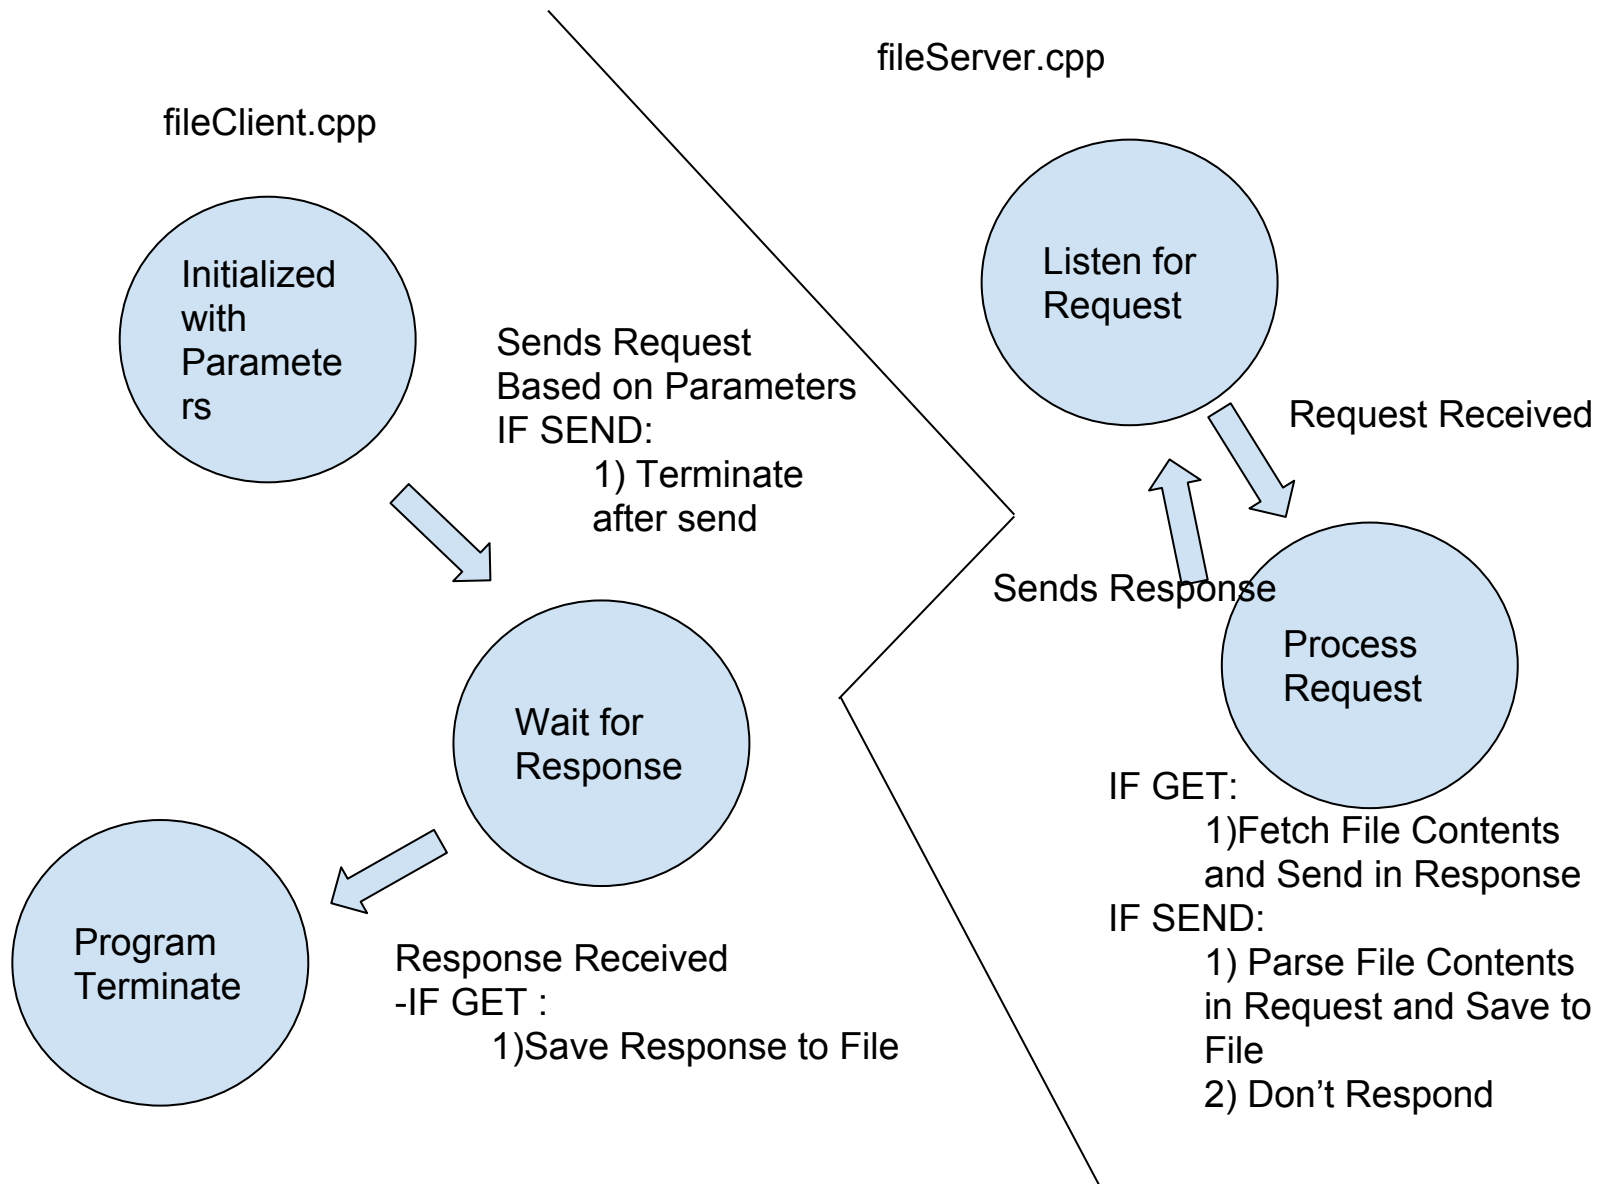 fileClient.cpp
Initialized
with
Paramete
rs
Sends Request
Based on Parameters
IF SEND:
1) Terminate
after send
Wait for
Response
Program
Terminate
Response Received
-IF GET :
1)Save Response to File
fileServer.cpp
Listen for
Request
Request Received
Sends Response
Process
Request
IF GET:
1)Fetch File Contents
and Send in Response
IF SEND:
1) Parse File Contents
in Request and Save to
File
2) Don’t Respond